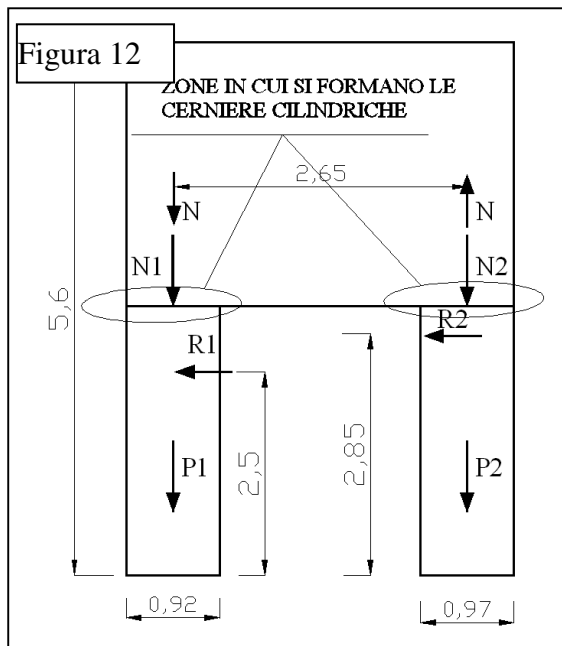 Figura 12
ZONE IN CUI SI FORMANO LE
CERNIERE CILINDRICHE
2,65
N
N
N1
N2
5,6
R1
R2
2,5
2,85
P1
P2
0,92
0,97